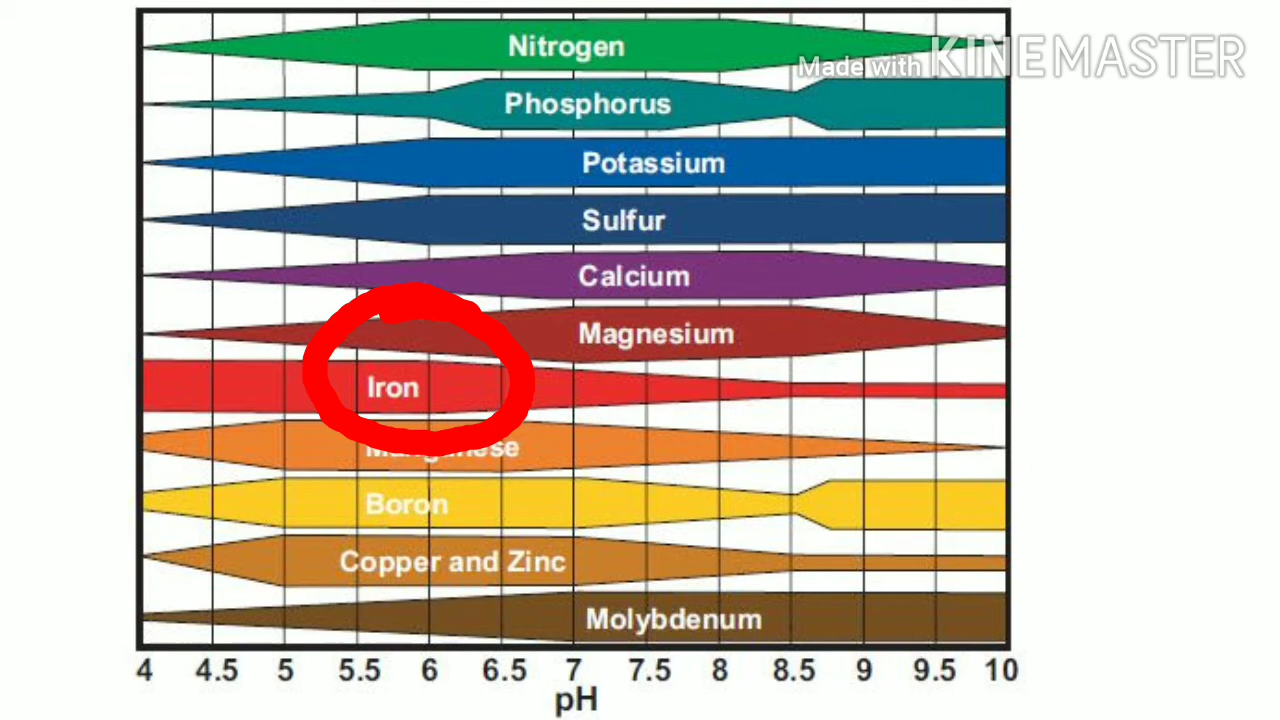 Nitrogen
Made with KINEMASTER
Phosphorus
Potassium
Sulfur
Calcium
Magnesium
Iron
Manganese
Boron
Copper and Zinc
Molybdenum
4 4.5 5 5.5 6 6.5 7 7.5 8 8.5 9 9.5 10
pH